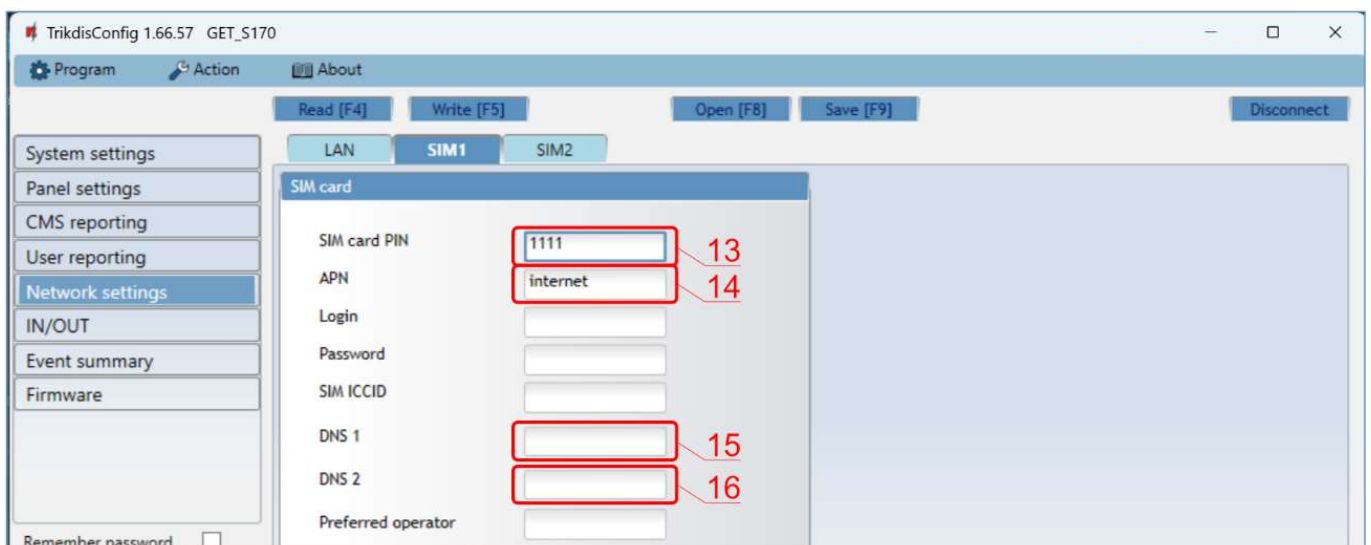 TrikdisConfig 1.66.57 GET_S170
Program Action About
Read [F4] Write [F5] Open [F8] Save [F9] Disconnect
System settings
Panel settings
CMS reporting
User reporting
Network settings
IN/OUT
Event summary
Firmware
Remember password
LAN SIM1 SIM2
SIM card
SIM card PIN 1111 13
APN internet 14
Login
Password
SIM ICCID
DNS 1 15
DNS 2 16
Preferred operator